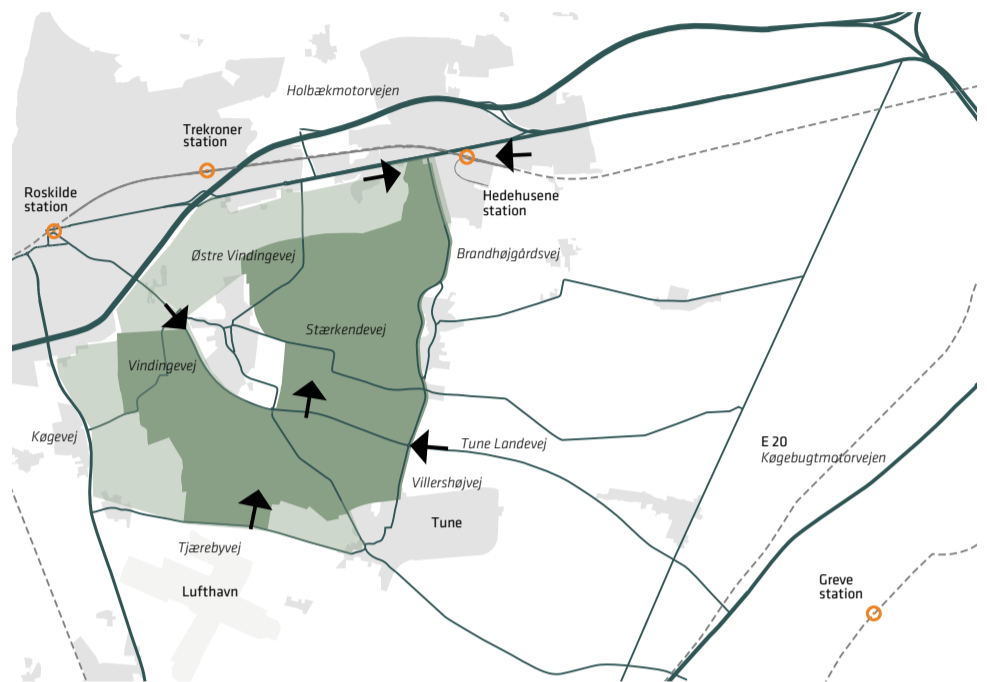 Holbækmotorvejen
Trekroner
station
Roskilde
station
Hedehusene
station
Østre Vindingevej
Brandhøjgårdsvej
Stærkendevej
Vindingevej
Køgevej
Tune Landevej
E 20
Køgebugtmotorvejen
Villershøjvej
Tune
Tjærebyvej
Lufthavn
Greve
station